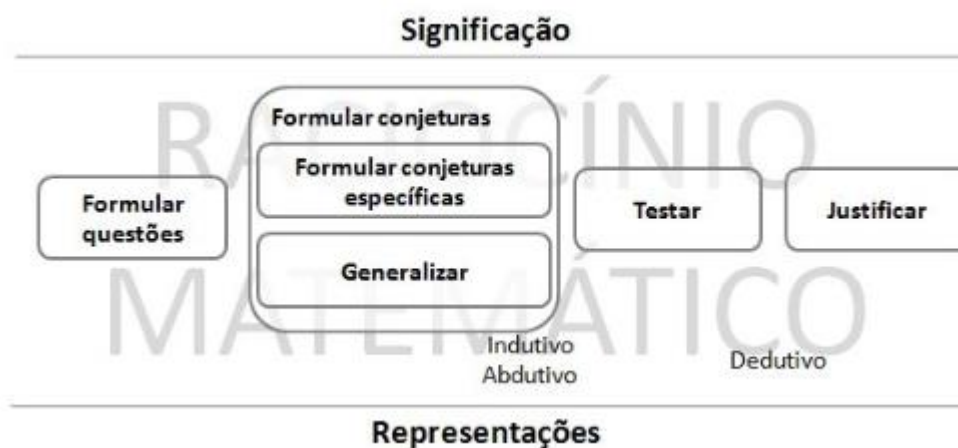 Significação
RACIOCÍNIO
Formular conjeturas
Formular conjeturas
específicas
Formular
questões
Testar
Justificar
Generalizar
MATEMÁTICO
Indutivo
Abdutivo
Dedutivo
Representações